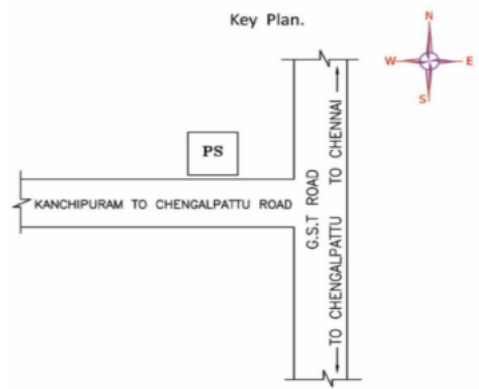 Key Plan.
N
W
E
S
PS
KANCHIPURAM TO CHENGALPATTU ROAD
G.S.T ROAD
TO CHENGALPATTU
TO CHENNAI